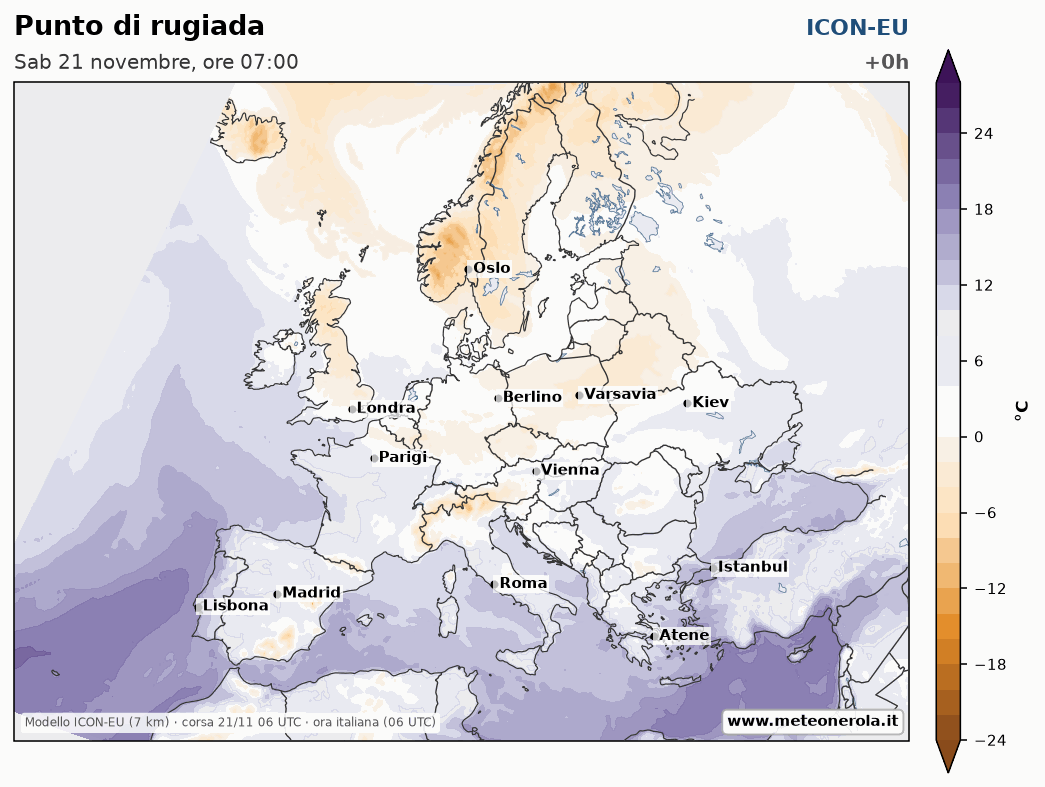 Punto di rugiada
ICON-EU
Sab 21 novembre, ore 07:00
+0h
24
18
12
6
0
−6
−12
−18
−24
°C
Oslo
Londra
Berlino
Varsavia
Kiev
Parigi
Vienna
Istanbul
Madrid
Roma
Lisbona
Atene
Modello ICON-EU (7 km) · corsa 21/11 06 UTC · ora italiana (06 UTC)
www.meteonerola.it